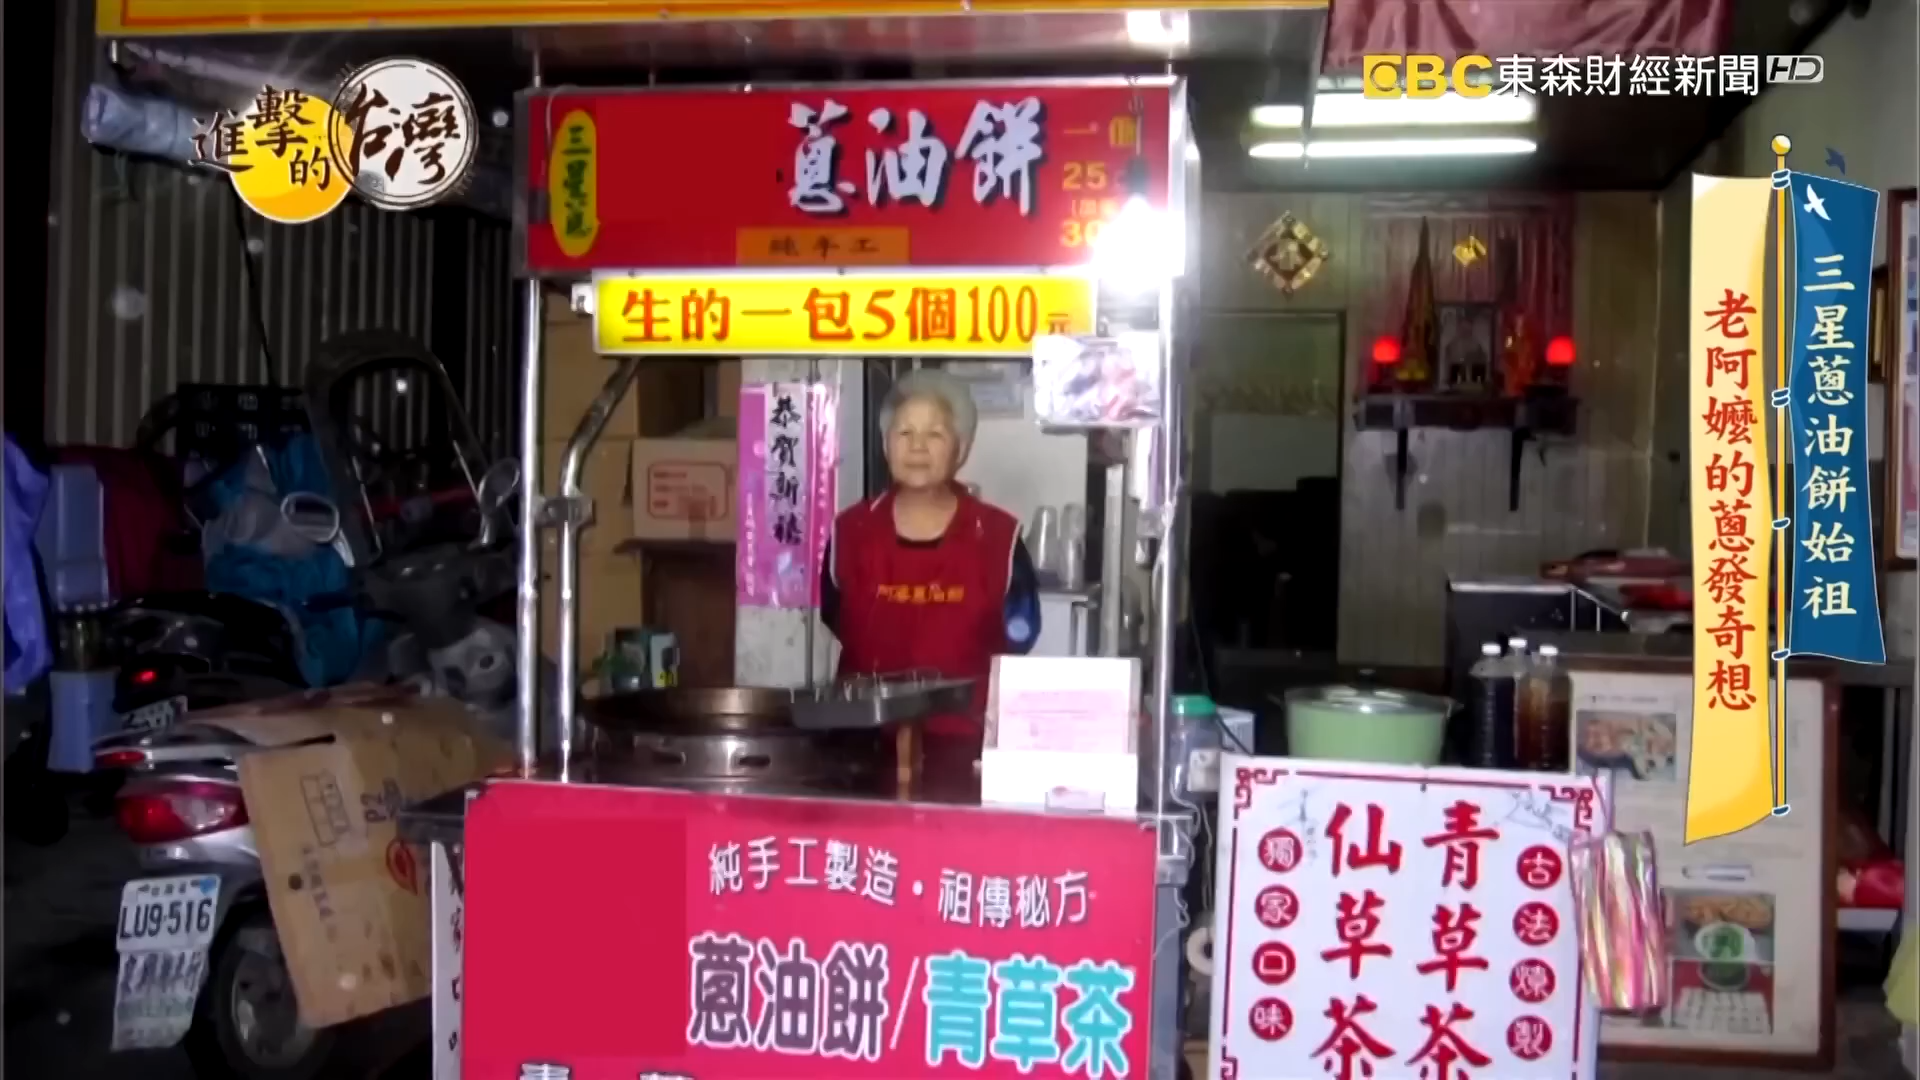 進擊的台灣
EBC東森財經新聞HD
三星蔥油餅始祖
老阿嬤的蔥發奇想
蔥油餅
一個
25
30
純手工
生的一包5個100元
恭賀新禧
阿婆蔥油餅
純手工製造・祖傳秘方
蔥油餅/青草茶
古法煉製
青草茶
仙草茶
獨家口味
LU9-516